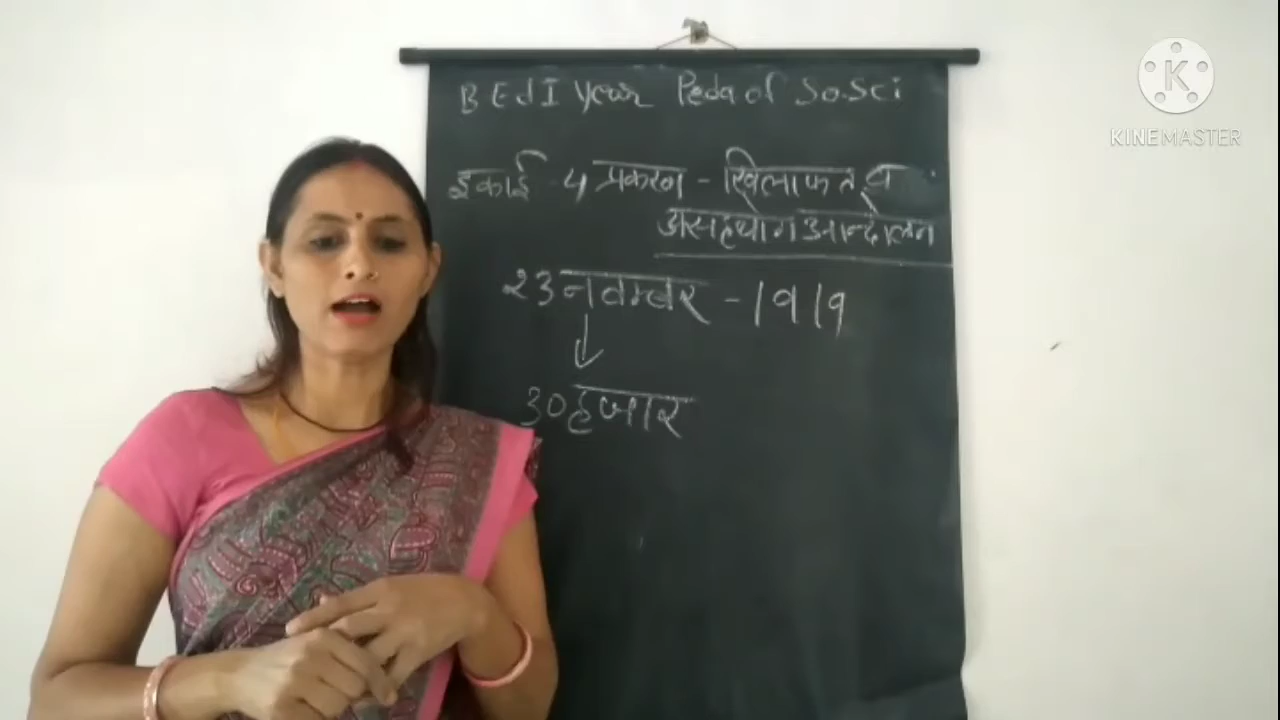 B Ed I year Peda of So.Sci
इकाई - 4 प्रकरण - खिलाफत व
असहयोग आन्दोलन
23 नवम्बर - 1919
30 हजार
K
KINEMASTER